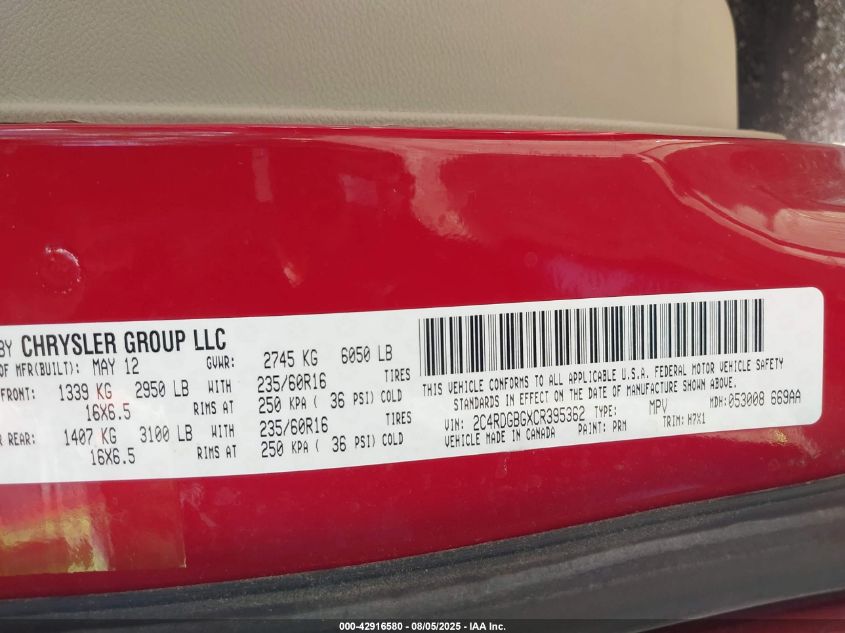 BY CHRYSLER GROUP LLC
OF MFR(BUILT): MAY 12 GVWR: 2745 KG 6050 LB
FRONT: 1339 KG 2950 LB WITH 235/60R16 TIRES
16X6.5 RIMS AT 250 KPA ( 36 PSI) COLD
REAR: 1407 KG 3100 LB WITH 235/60R16 TIRES
16X6.5 RIMS AT 250 KPA ( 36 PSI) COLD
THIS VEHICLE CONFORMS TO ALL APPLICABLE U.S.A. FEDERAL MOTOR VEHICLE SAFETY
STANDARDS IN EFFECT ON THE DATE OF MANUFACTURE SHOWN ABOVE.
VIN: 2C4RDGBGXCR395362 TYPE: MPV MDH: 053008 669AA
VEHICLE MADE IN CANADA PAINT: PRM TRIM: H7X1
000-42916580 - 08/05/2025 - IAA Inc.